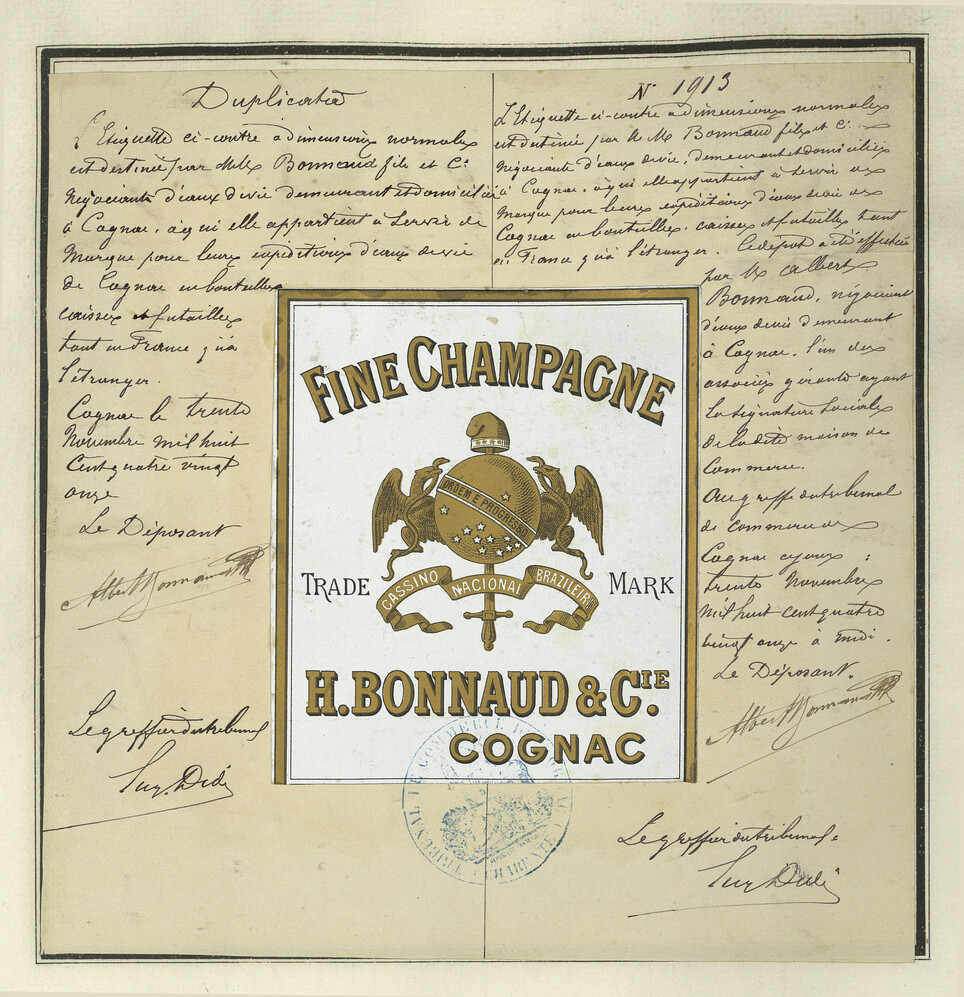 Duplicata
L'Etiquette ci-contre à dimensions normales
est destinée par MM. Bonnaud fils et Cie
Négociants d'eaux de vie demeurant et domiciliés
à Cognac, à qui elle appartient à servir de
Marque pour leurs expéditions d'eaux de vie
de Cognac en bouteilles
caisses et futailles
tant en France qu'à
l'étranger.
Cognac le trente
Novembre mil huit
Cent quatre vingt
onze
Le Déposant
Albert Bonnaud
Le greffier du tribunal
N° 1913
L'Etiquette ci-contre à dimensions normales
est destinée par M M Bonnaud fils et Cie
Négociants d'eaux de vie, demeurant et domiciliés
à Cognac, à qui elle appartient à servir de
Marque pour leurs expéditions d'eaux de vie de
Cognac en bouteilles, caisses et futailles tant
en France qu'à l'étranger. Ce dépôt a été effectué
par M Albert
Bonnaud, négociant
d'eaux de vie demeurant
à Cognac, l'un des
associés gérants ayant
la signature sociale
de la dite maison de
Commerce.
Au greffe du tribunal
de commerce de
Cognac ce jour :
trente Novembre
mil huit cent quatre
vingt onze à midi.
Le Déposant.
Albert Bonnaud
Le greffier du tribunal
FINE CHAMPAGNE
ORDEM E PROGRESSO
CASSINO NACIONAL BRAZILEIRO
TRADE MARK
H. BONNAUD & CIE.
COGNAC
TRIBUNAL DE COMMERCE DE COGNAC
CHARENTE